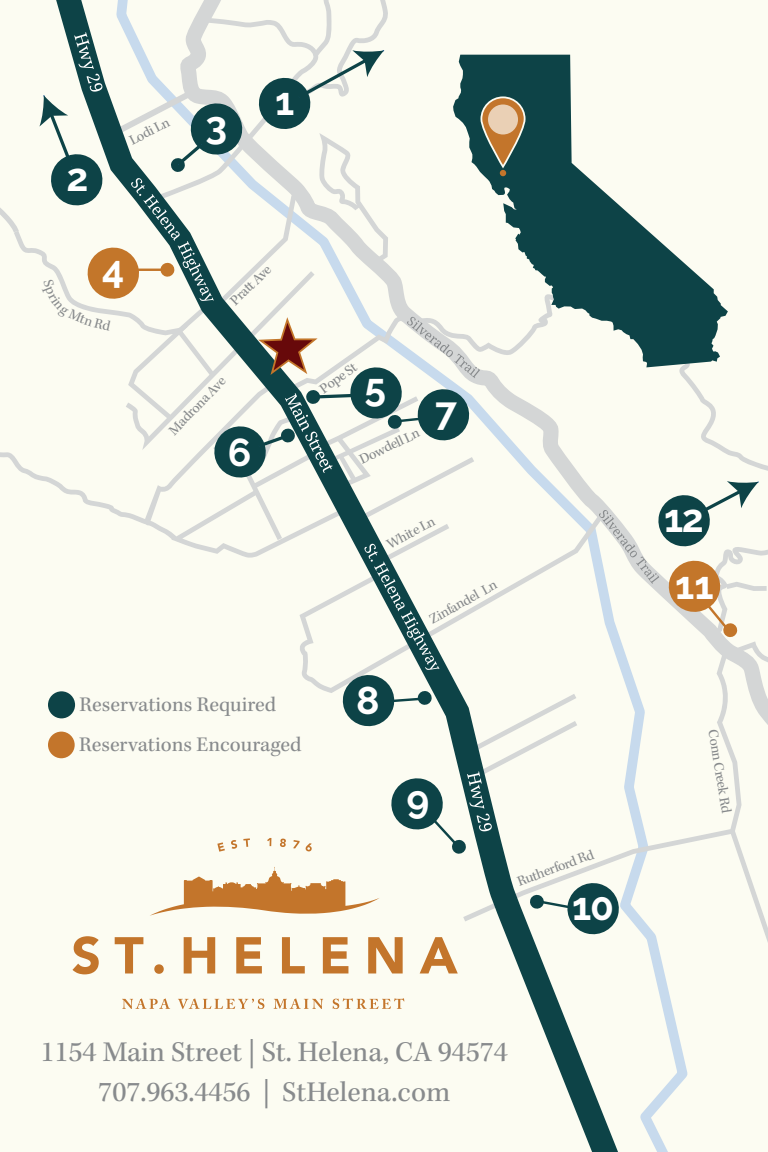 Hwy 29
1
Lodi Ln
3
2
St. Helena Highway
4
Pratt Ave
Spring Mtn Rd
Silverado Trail
Madrona Ave
Pope St
5
7
Main Street
6
Dowdell Ln
12
Silverado Trail
White Ln
St. Helena Highway
11
Zinfandel Ln
8
Reservations Required
Reservations Encouraged
Conn Creek Rd
Hwy 29
9
Rutherford Rd
10
EST 1876
ST. HELENA
NAPA VALLEY'S MAIN STREET
1154 Main Street | St. Helena, CA 94574
707.963.4456 | StHelena.com